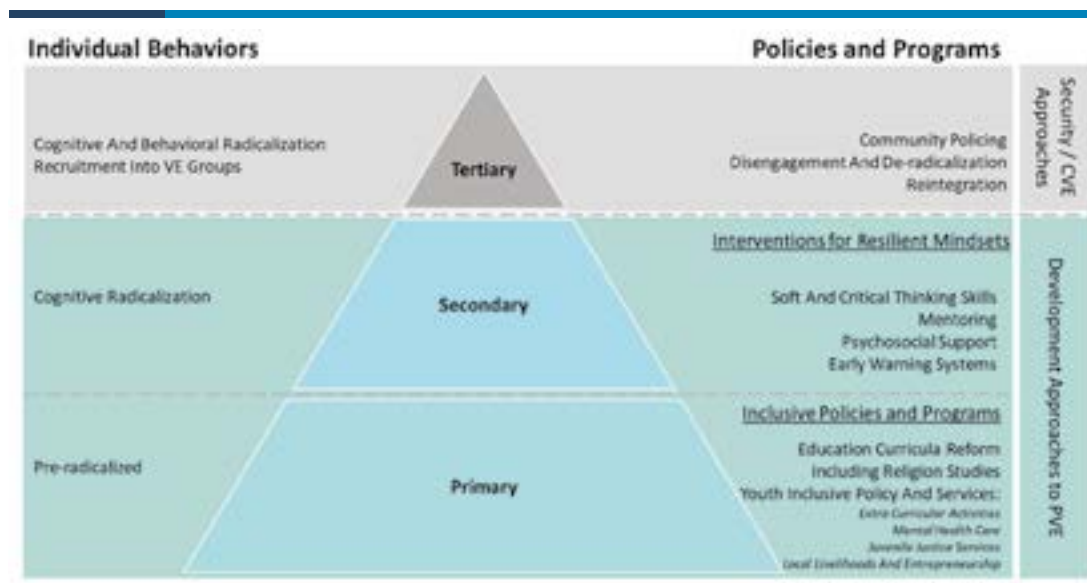 Individual Behaviors
Policies and Programs
Cognitive And Behavioral Radicalization
Recruitment Into VE Groups
Tertiary
Community Policing
Disengagement And De-radicalization
Reintegration
Security / CVE
Approaches
Interventions for Resilient Mindsets
Cognitive Radicalization
Secondary
Soft And Critical Thinking Skills
Mentoring
Psychosocial Support
Early Warning Systems
Inclusive Policies and Programs
Pre-radicalized
Primary
Education Curricula Reform
Including Religion Studies
Youth Inclusive Policy And Services:
Extra Curricular Activities
Mental Health Care
Juvenile Justice Services
Local Livelihoods And Entrepreneurship
Development Approaches to PVE